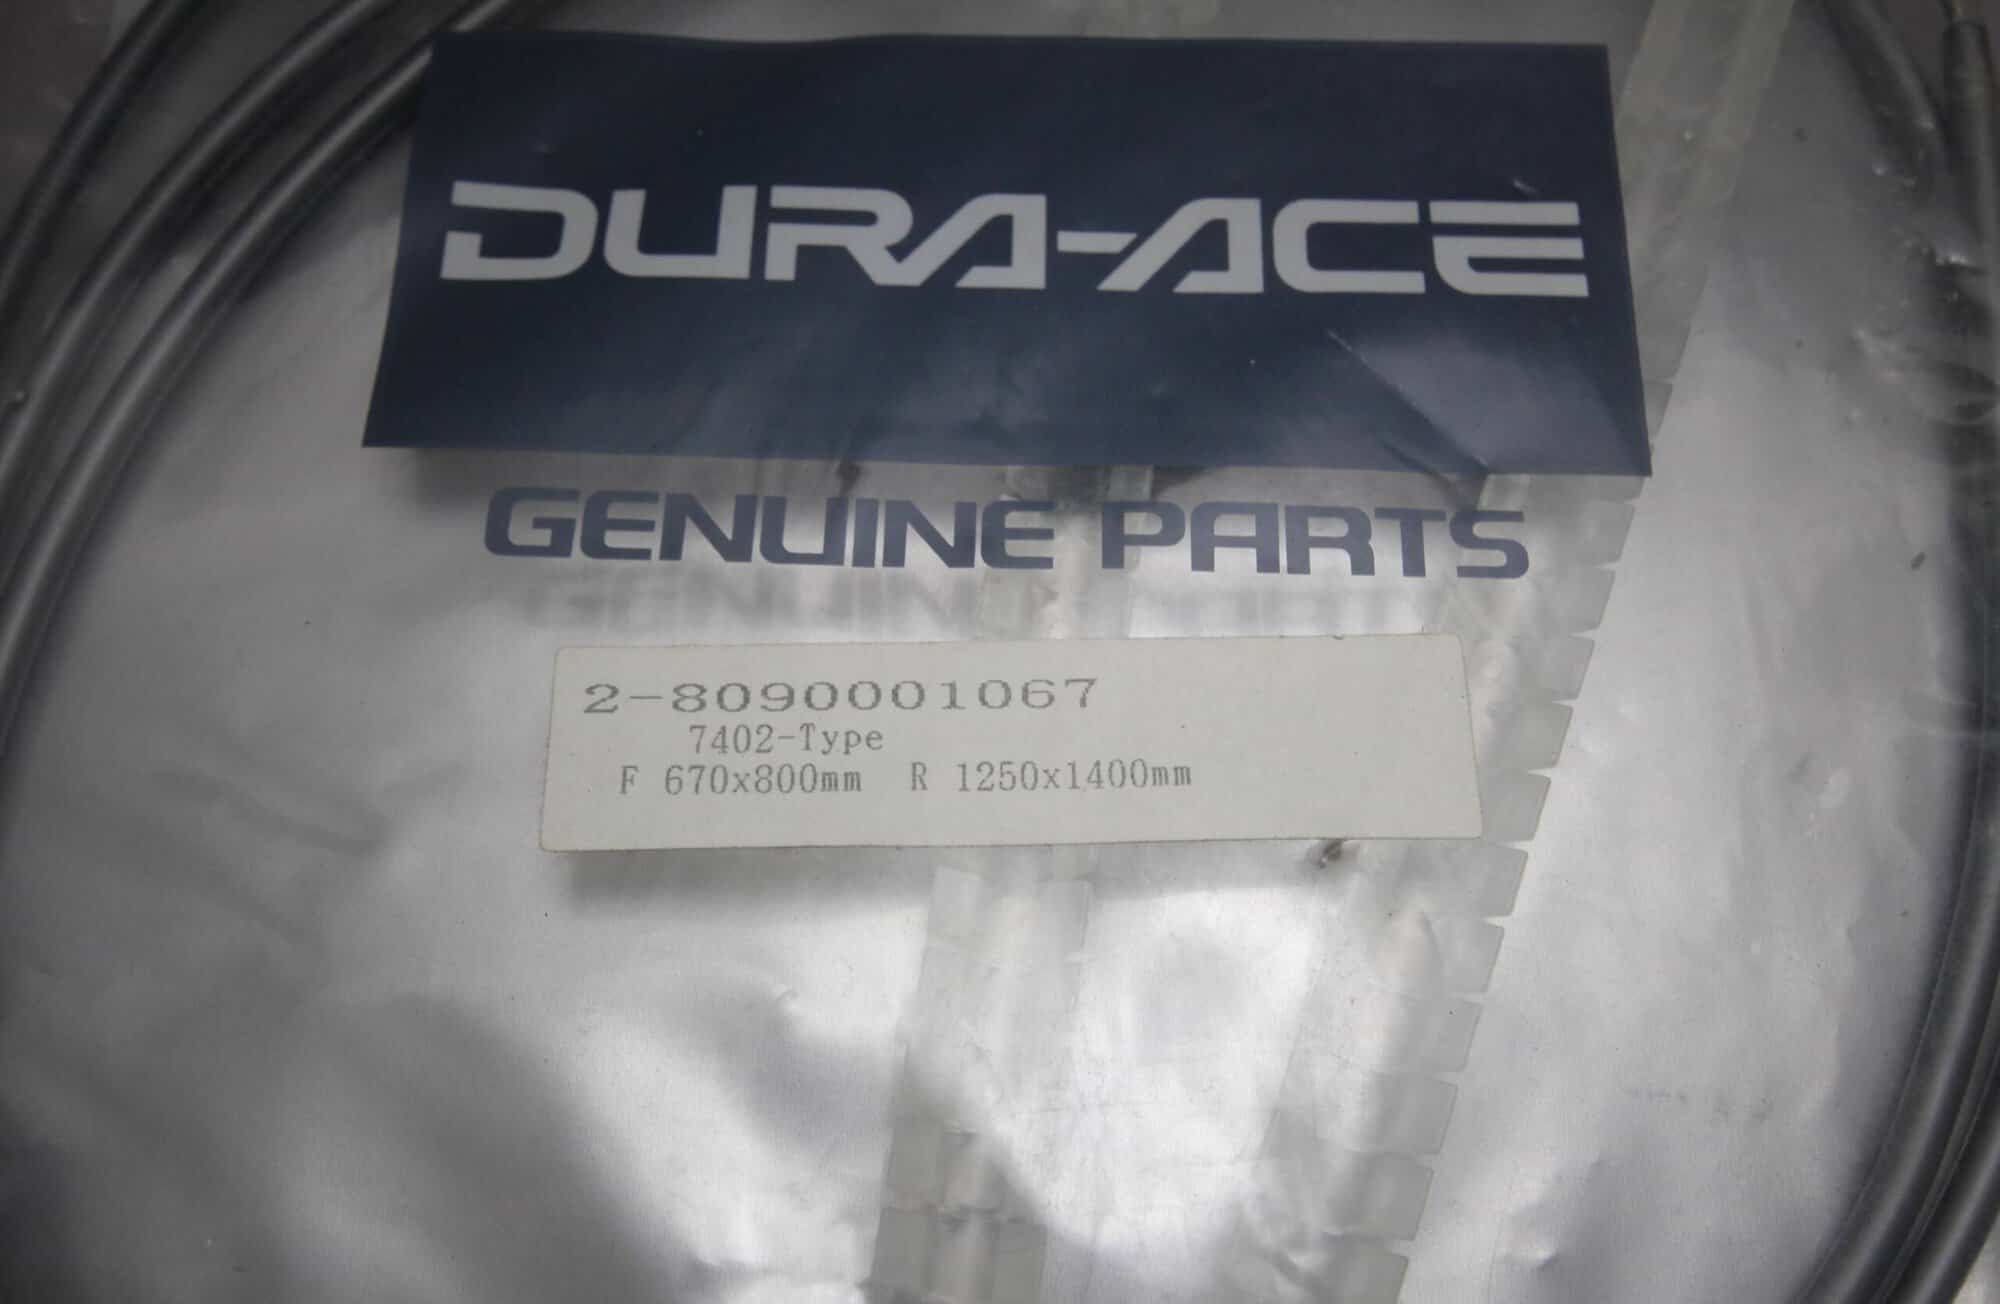 DURA-ACE
GENUINE PARTS
2-8090001067
7402-Type
F 670x800mm R 1250x1400mm